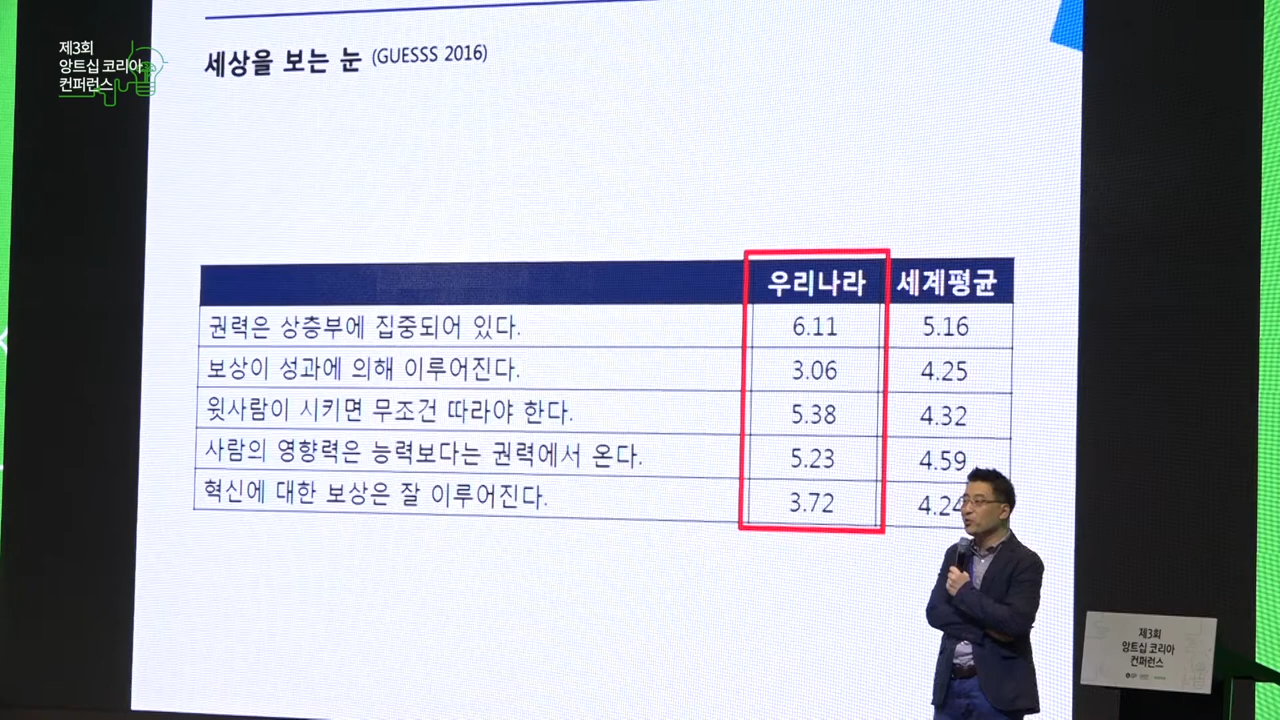 제3회
앙트십 코리아
컨퍼런스
세상을 보는 눈 (GUESSS 2016)
우리나라 세계평균
권력은 상층부에 집중되어 있다. 6.11 5.16
보상이 성과에 의해 이루어진다. 3.06 4.25
윗사람이 시키면 무조건 따라야 한다. 5.38 4.32
사람의 영향력은 능력보다는 권력에서 온다. 5.23 4.59
혁신에 대한 보상은 잘 이루어진다. 3.72 4.24
제3회
앙트십 코리아
컨퍼런스